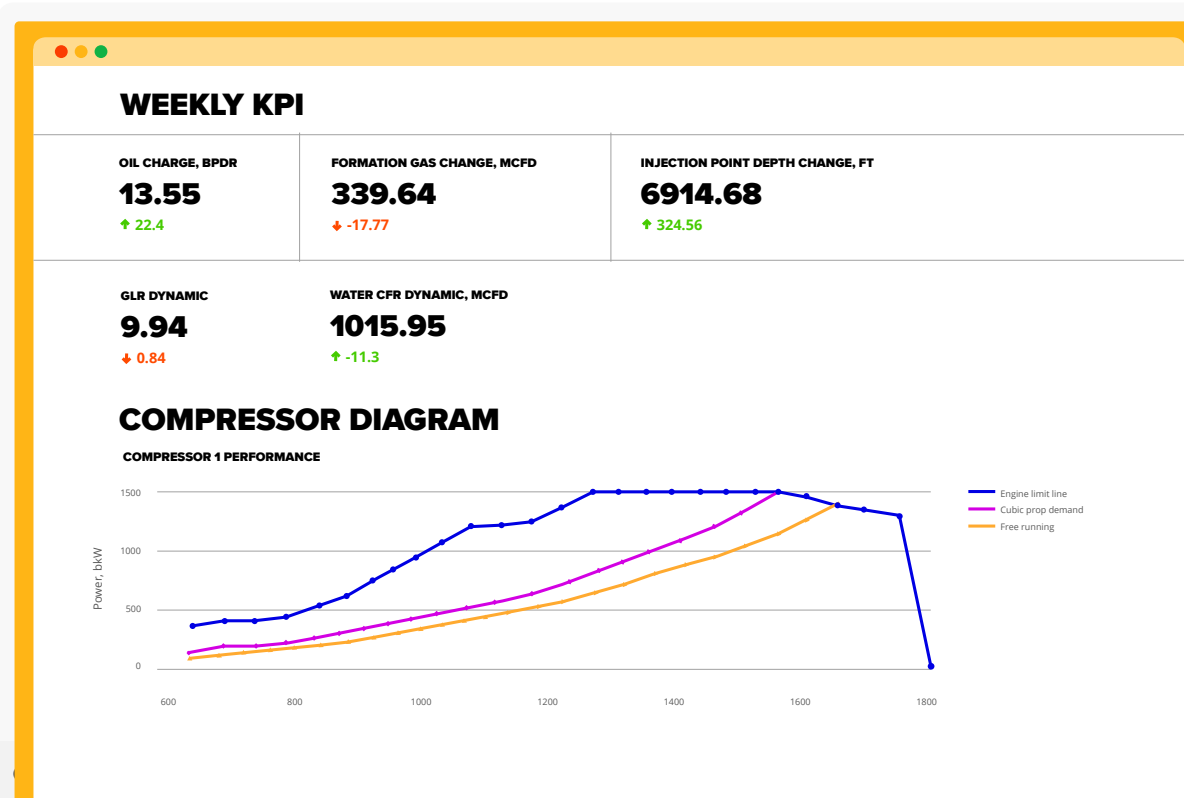 WEEKLY KPI
OIL CHARGE, BPDR
13.55
22.4
FORMATION GAS CHANGE, MCFD
339.64
-17.77
INJECTION POINT DEPTH CHANGE, FT
6914.68
324.56
GLR DYNAMIC
9.94
0.84
WATER CFR DYNAMIC, MCFD
1015.95
-11.3
COMPRESSOR DIAGRAM
COMPRESSOR 1 PERFORMANCE
Power, bkW
1500
1000
500
0
600 800 1000 1200 1400 1600 1800
Engine limit line
Cubic prop demand
Free running